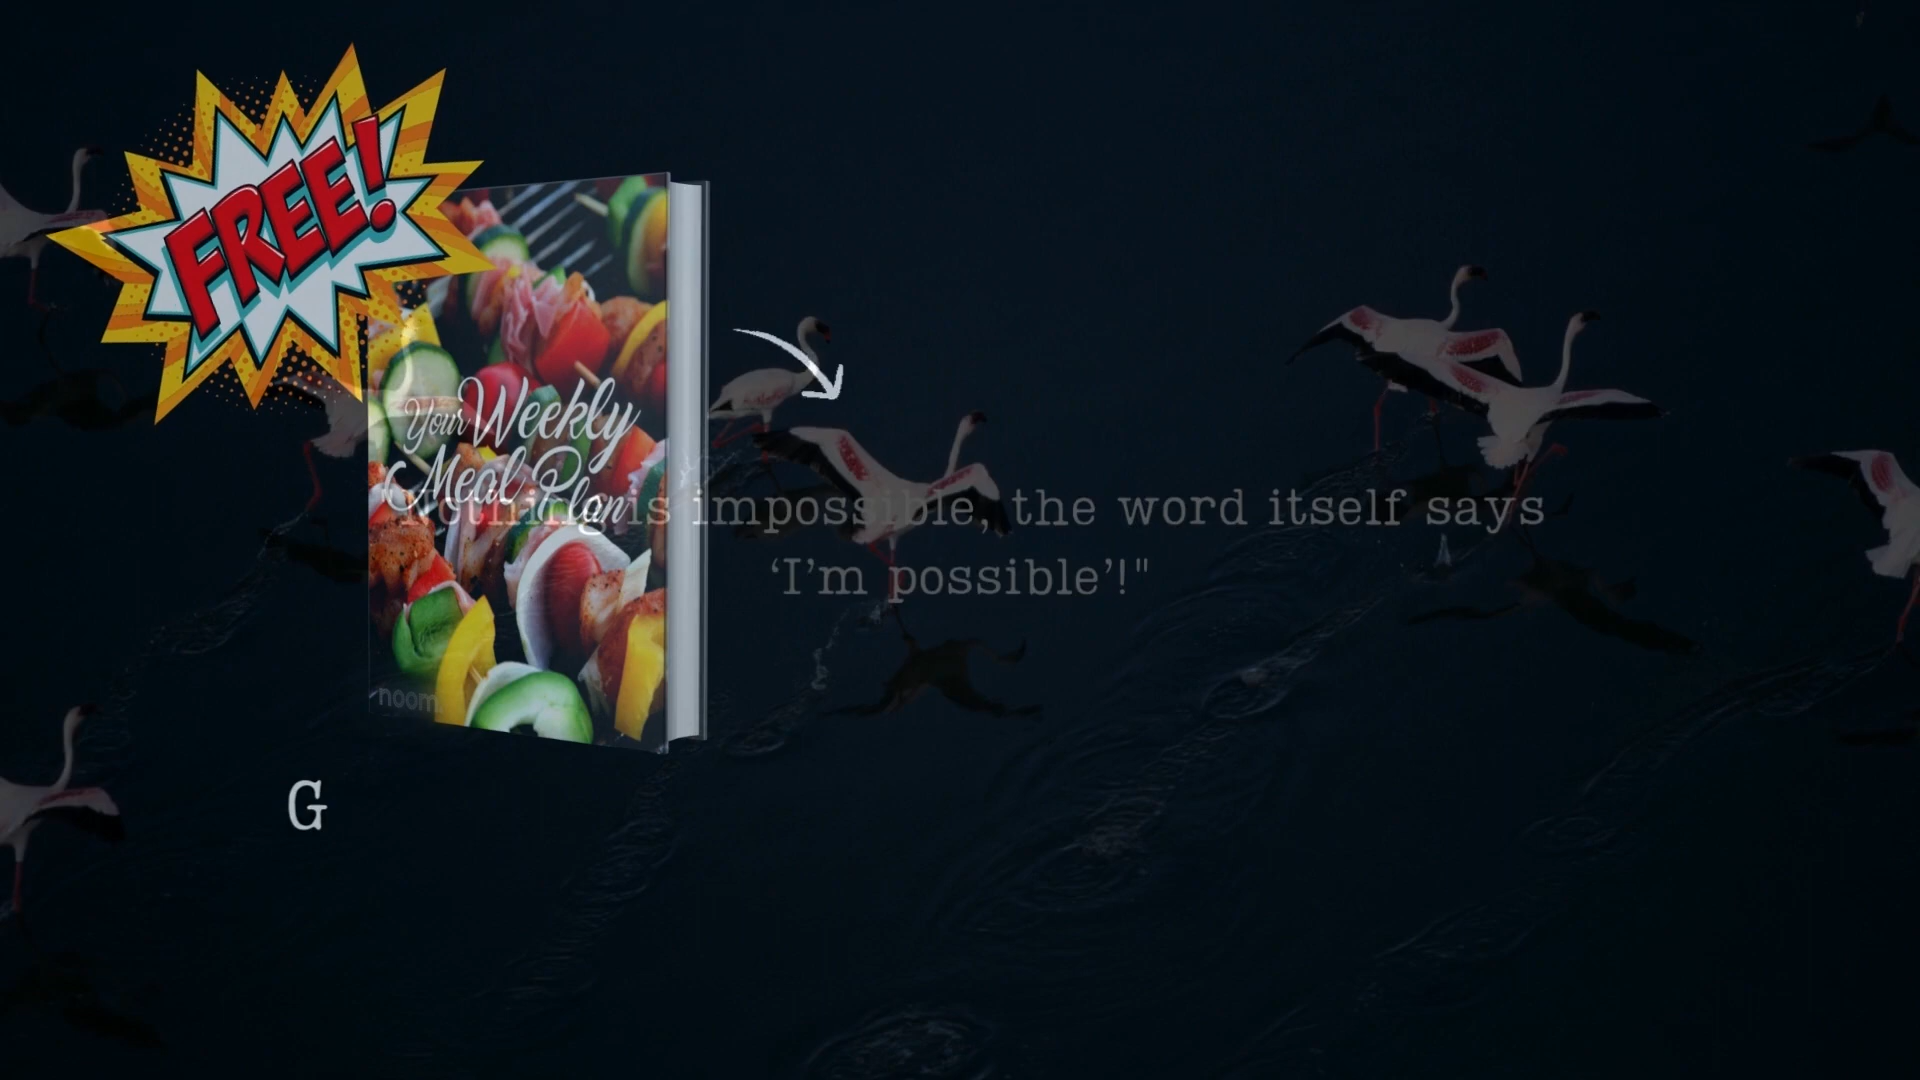 FREE!
Your Weekly
Meal Plan
is impossible, the word itself says
‘I’m possible’!"
noom
G